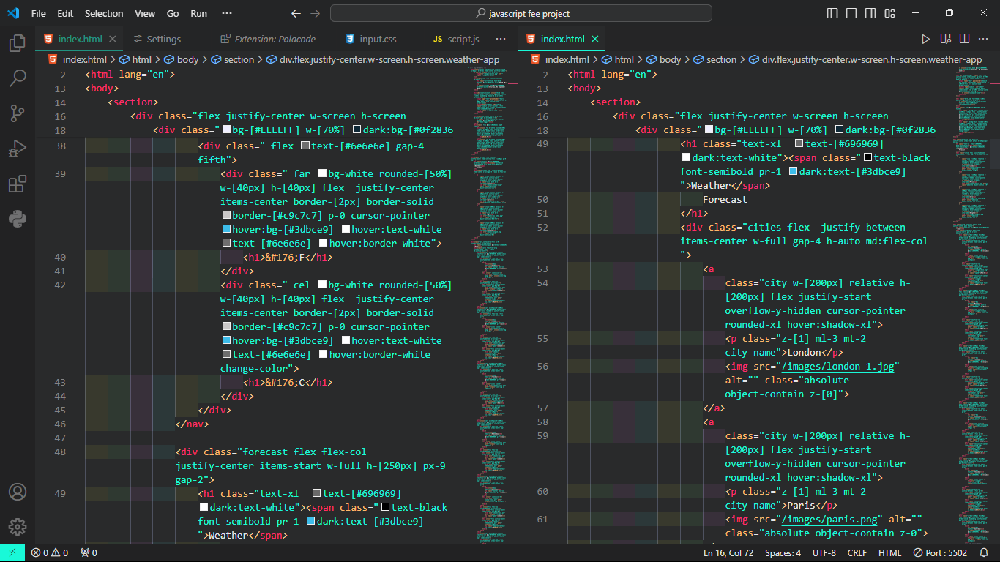 File Edit Selection View Go Run ··· ← → javascript fee project
index.html × Settings Extension: Polacode input.css JS script.js ···
index.html > html > body > section > div.flex.justify-center.w-screen.h-screen.weather-app
2 <html lang="en">
13 <body>
14 <section>
16 <div class="flex justify-center w-screen h-screen
18 <div class=" bg-[#EEEEFF] w-[70%] dark:bg-[#0f2836
38 <div class=" flex text-[#6e6e6e] gap-4
fifth">
39 <div class=" far bg-white rounded-[50%]
w-[40px] h-[40px] flex  justify-center
items-center border-[2px] border-solid
border-[#c9c7c7] p-0 cursor-pointer
hover:bg-[#3dbce9] hover:text-white
text-[#6e6e6e] hover:border-white">
40 <h1>&#176;F</h1>
41 </div>
42 <div class=" cel bg-white rounded-[50%]
w-[40px] h-[40px] flex  justify-center
items-center border-[2px] border-solid
border-[#c9c7c7] p-0 cursor-pointer
hover:bg-[#3dbce9] hover:text-white
text-[#6e6e6e] hover:border-white
change-color">
43 <h1>&#176;C</h1>
44 </div>
45 </div>
46 </nav>
47
48 <div class="forecast flex flex-col
justify-center items-start w-full h-[250px] px-9
gap-2">
49 <h1 class="text-xl  text-[#696969]
dark:text-white"><span class=" text-black
font-semibold pr-1 dark:text-[#3dbce9]
">Weather</span>
index.html × ···
index.html > html > body > section > div.flex.justify-center.w-screen.h-screen.weather-app
2 <html lang="en">
13 <body>
14 <section>
16 <div class="flex justify-center w-screen h-screen
18 <div class=" bg-[#EEEEFF] w-[70%] dark:bg-[#0f2836
49 <h1 class="text-xl  text-[#696969]
dark:text-white"><span class=" text-black
font-semibold pr-1 dark:text-[#3dbce9]
">Weather</span>
50 Forecast
51 </h1>
52 <div class="cities flex  justify-between
items-center w-full gap-4 h-auto md:flex-col
">
53 <a
54 class="city w-[200px] relative h-
[200px] flex justify-start
overflow-y-hidden cursor-pointer
rounded-xl hover:shadow-xl">
55 <p class="z-[1] ml-3 mt-2
city-name">London</p>
56 <img src="/images/london-1.jpg"
alt="" class="absolute
object-contain z-[0]">
57 </a>
58 <a
59 class="city w-[200px] relative h-
[200px] flex justify-start
overflow-y-hidden cursor-pointer
rounded-xl hover:shadow-xl">
60 <p class="z-[1] ml-3 mt-2
city-name">Paris</p>
61 <img src="/images/paris.png" alt=""
class="absolute object-contain z-0">
0 0 0 Ln 16, Col 72 Spaces: 4 UTF-8 CRLF HTML Port : 5502